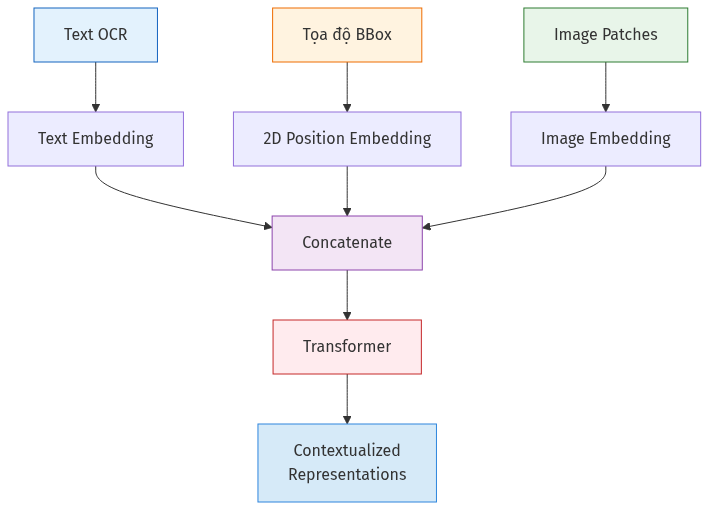 Text OCR
Tọa độ BBox
Image Patches
Text Embedding
2D Position Embedding
Image Embedding
Concatenate
Transformer
Contextualized
Representations